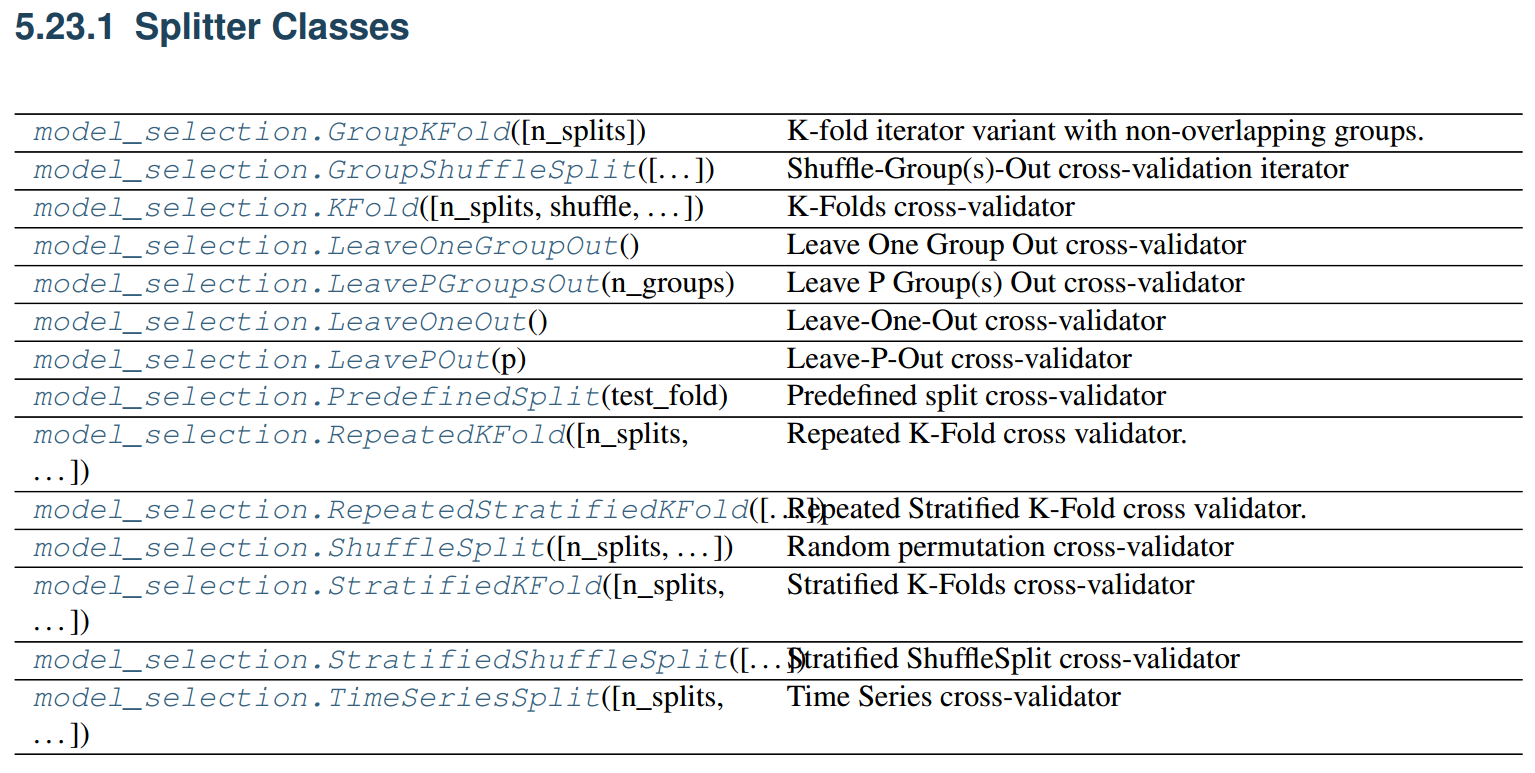 5.23.1 Splitter Classes
model_selection.GroupKFold([n_splits]) K-fold iterator variant with non-overlapping groups.
model_selection.GroupShuffleSplit([…]) Shuffle-Group(s)-Out cross-validation iterator
model_selection.KFold([n_splits, shuffle, …]) K-Folds cross-validator
model_selection.LeaveOneGroupOut() Leave One Group Out cross-validator
model_selection.LeavePGroupsOut(n_groups) Leave P Group(s) Out cross-validator
model_selection.LeaveOneOut() Leave-One-Out cross-validator
model_selection.LeavePOut(p) Leave-P-Out cross-validator
model_selection.PredefinedSplit(test_fold) Predefined split cross-validator
model_selection.RepeatedKFold([n_splits, Repeated K-Fold cross validator.
…])
model_selection.RepeatedStratifiedKFold([…]) Repeated Stratified K-Fold cross validator.
model_selection.ShuffleSplit([n_splits, …]) Random permutation cross-validator
model_selection.StratifiedKFold([n_splits, Stratified K-Folds cross-validator
…])
model_selection.StratifiedShuffleSplit([…]) Stratified ShuffleSplit cross-validator
model_selection.TimeSeriesSplit([n_splits, Time Series cross-validator
…])